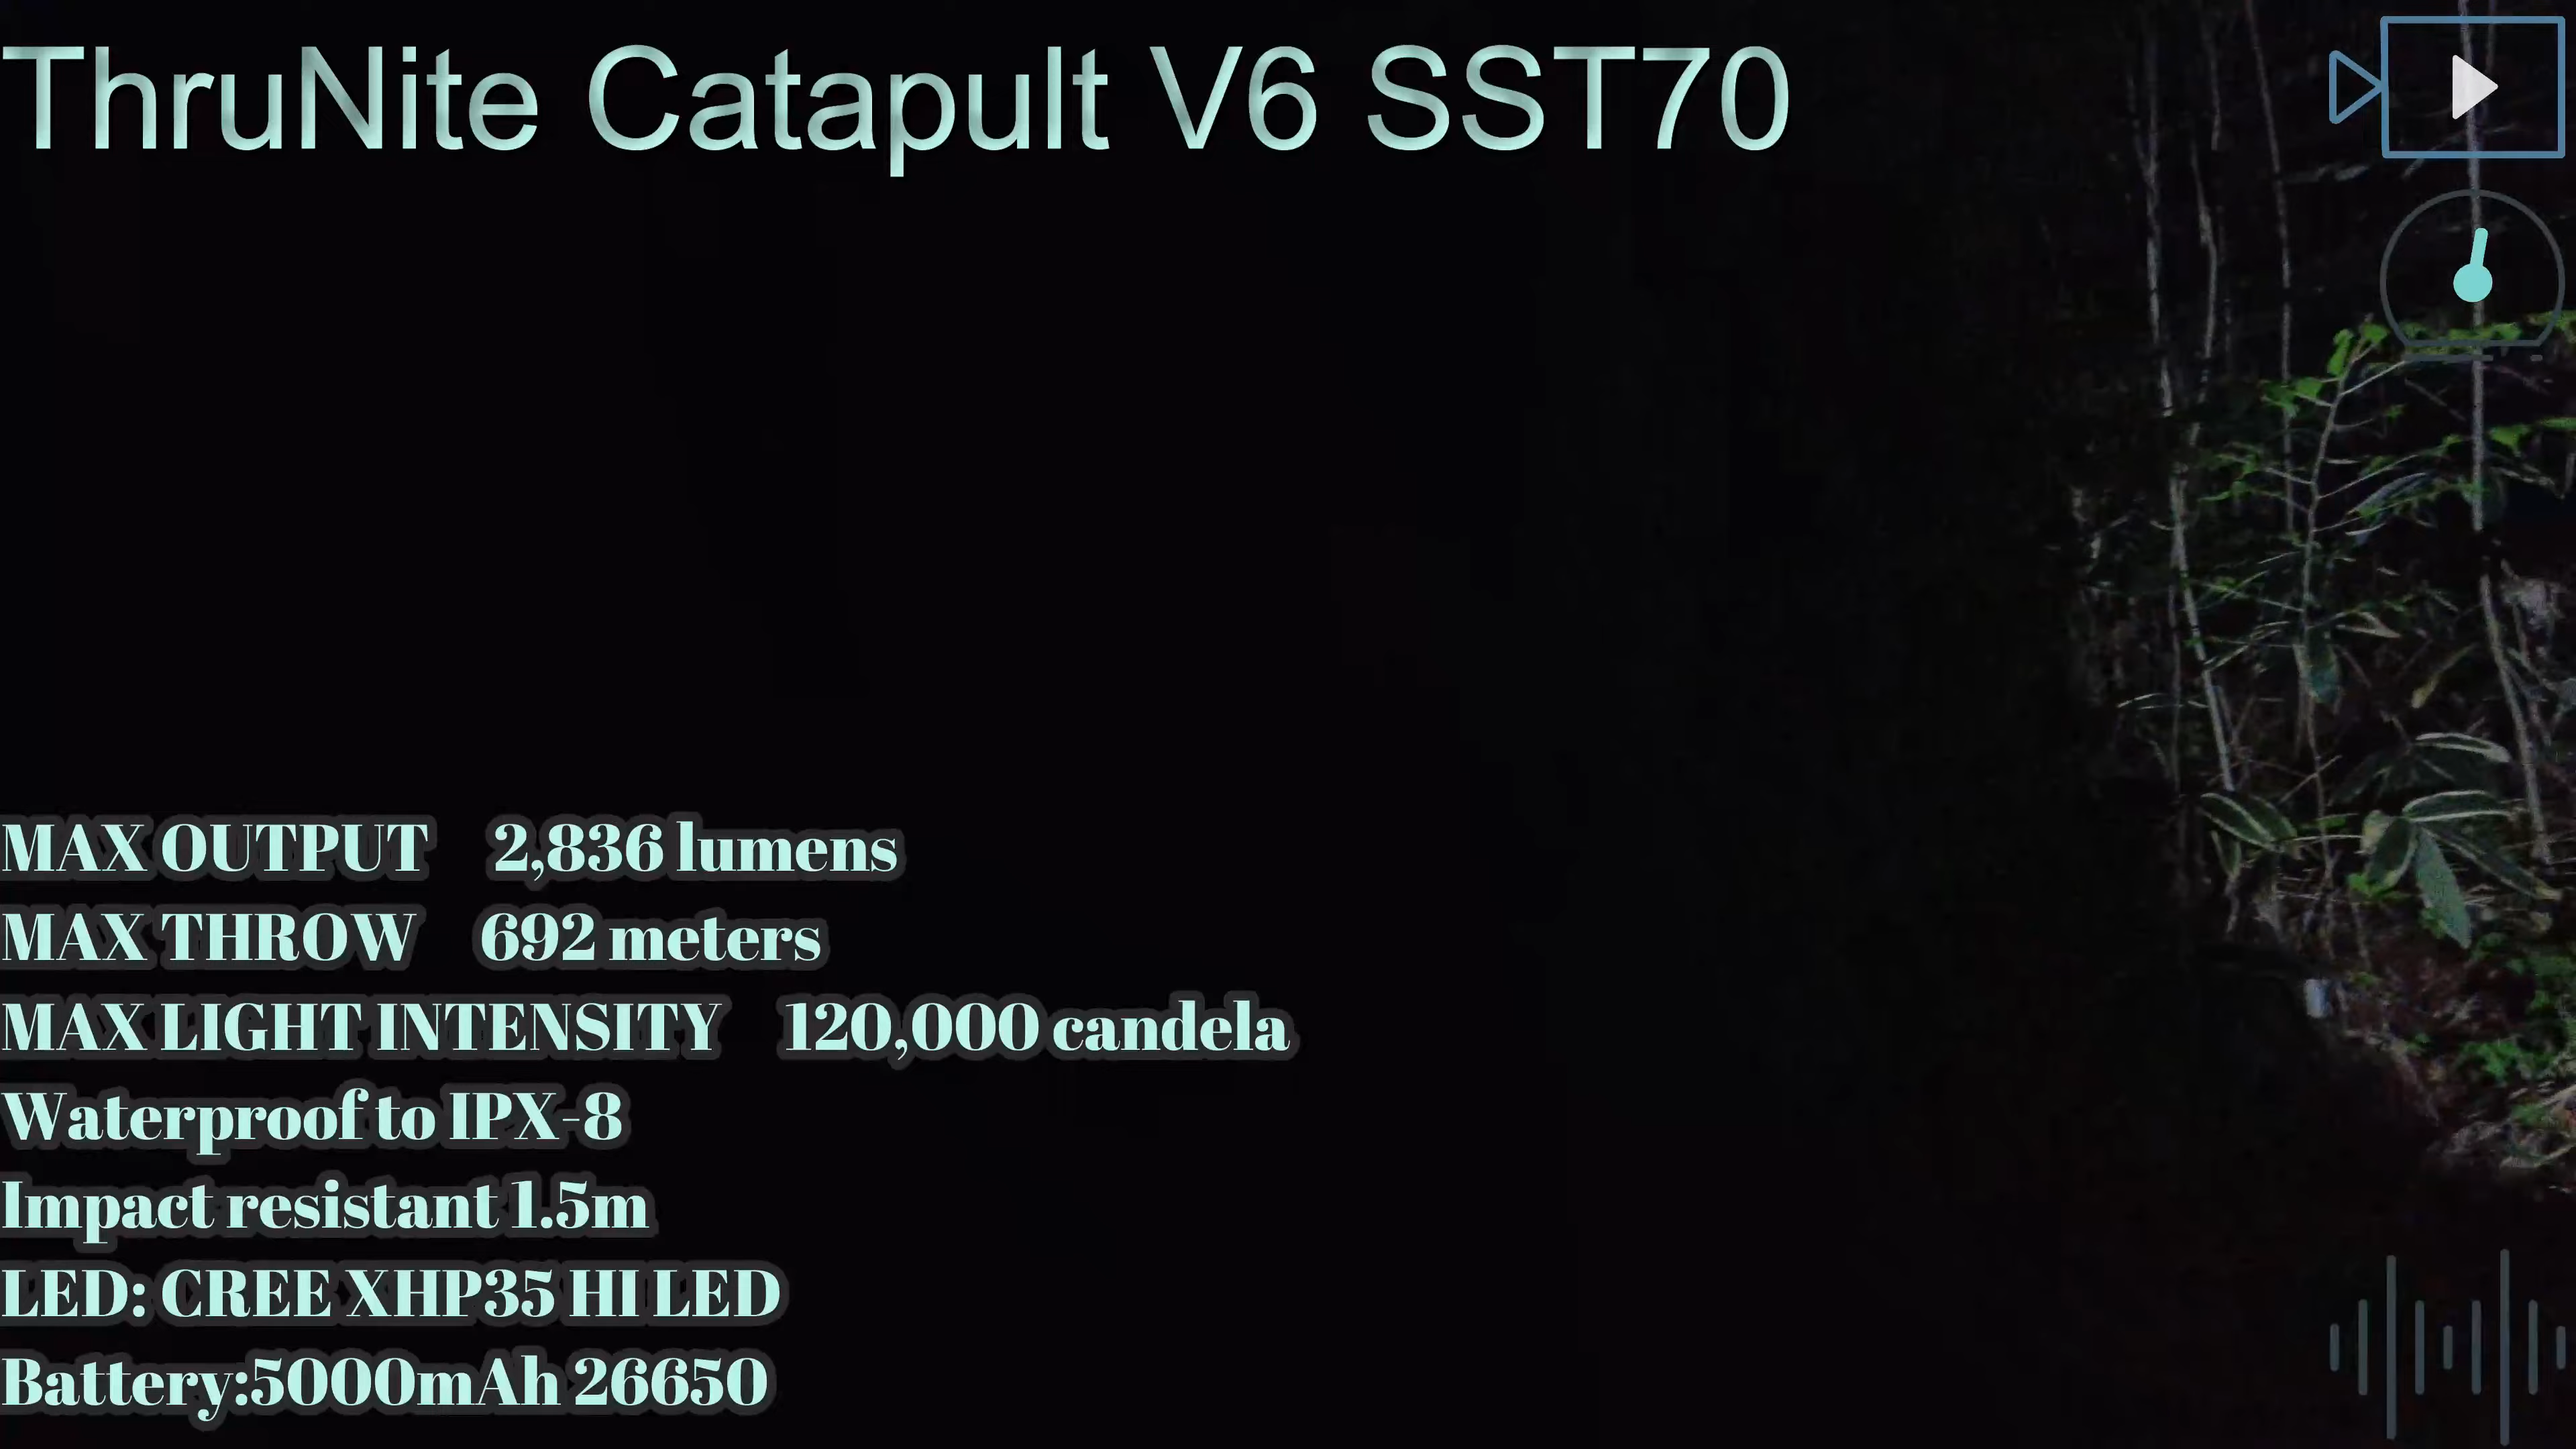 ThruNite Catapult V6 SST70
MAX OUTPUT 2,836 lumens
MAX THROW 692 meters
MAX LIGHT INTENSITY 120,000 candela
Waterproof to IPX-8
Impact resistant 1.5m
LED: CREE XHP35 HI LED
Battery:5000mAh 26650